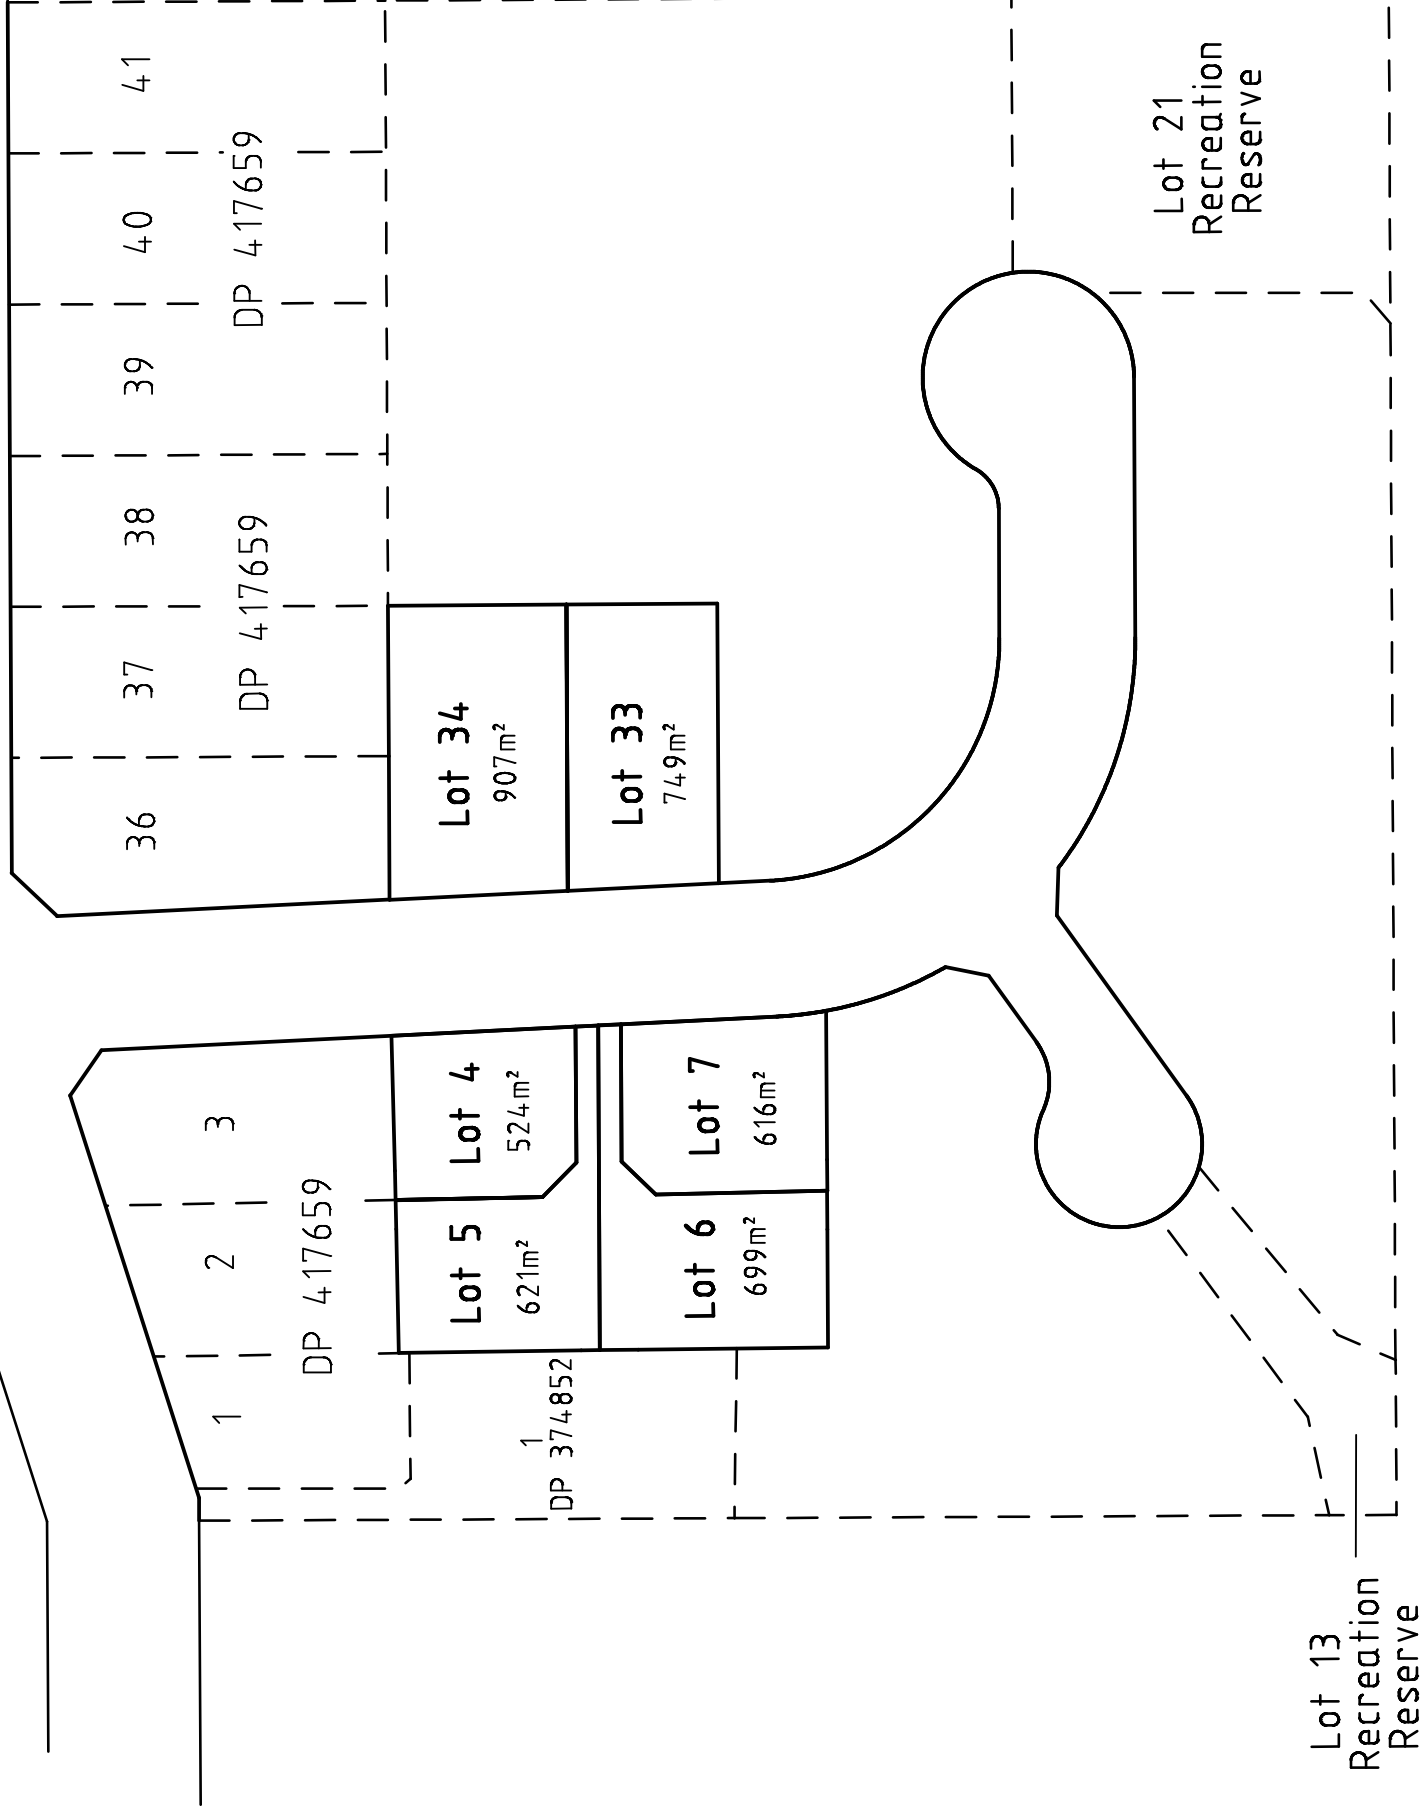 41
40
DP 417659
39
38
DP 417659
37
36
Lot 34
907m²
Lot 33
749m²
Lot 21
Recreation
Reserve
3
2
DP 417659
1
Lot 4
524m²
Lot 5
621m²
Lot 7
616m²
Lot 6
699m²
1
DP 374852
Lot 13
Recreation
Reserve